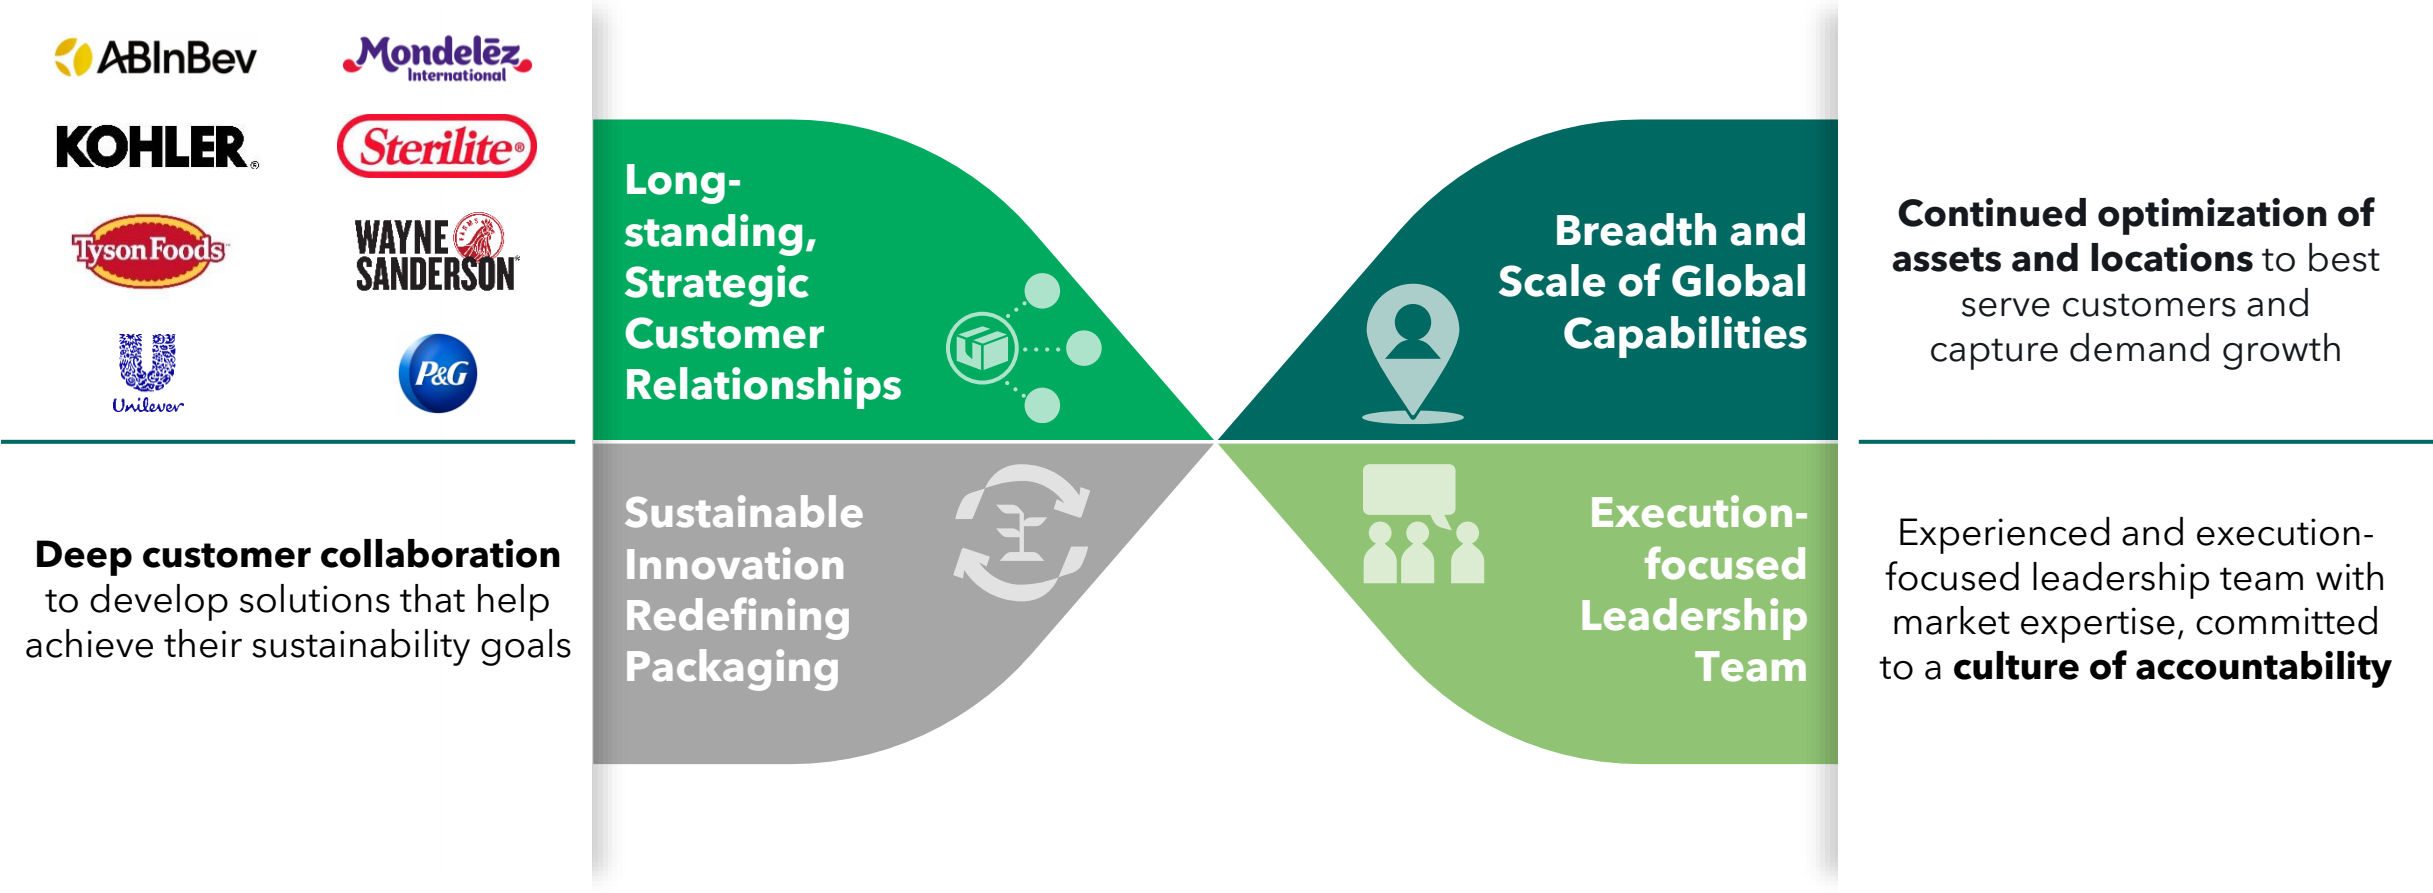 ABInBev
Mondelēz
International
KOHLER®
Sterilite®
Tyson Foods™
WAYNE
FARMS
SANDERSON®
Unilever
P&G
Long-
standing,
Strategic
Customer
Relationships
Breadth and
Scale of Global
Capabilities
Continued optimization of
assets and locations to best
serve customers and
capture demand growth
Deep customer collaboration
to develop solutions that help
achieve their sustainability goals
Sustainable
Innovation
Redefining
Packaging
Execution-
focused
Leadership
Team
Experienced and execution-
focused leadership team with
market expertise, committed
to a culture of accountability